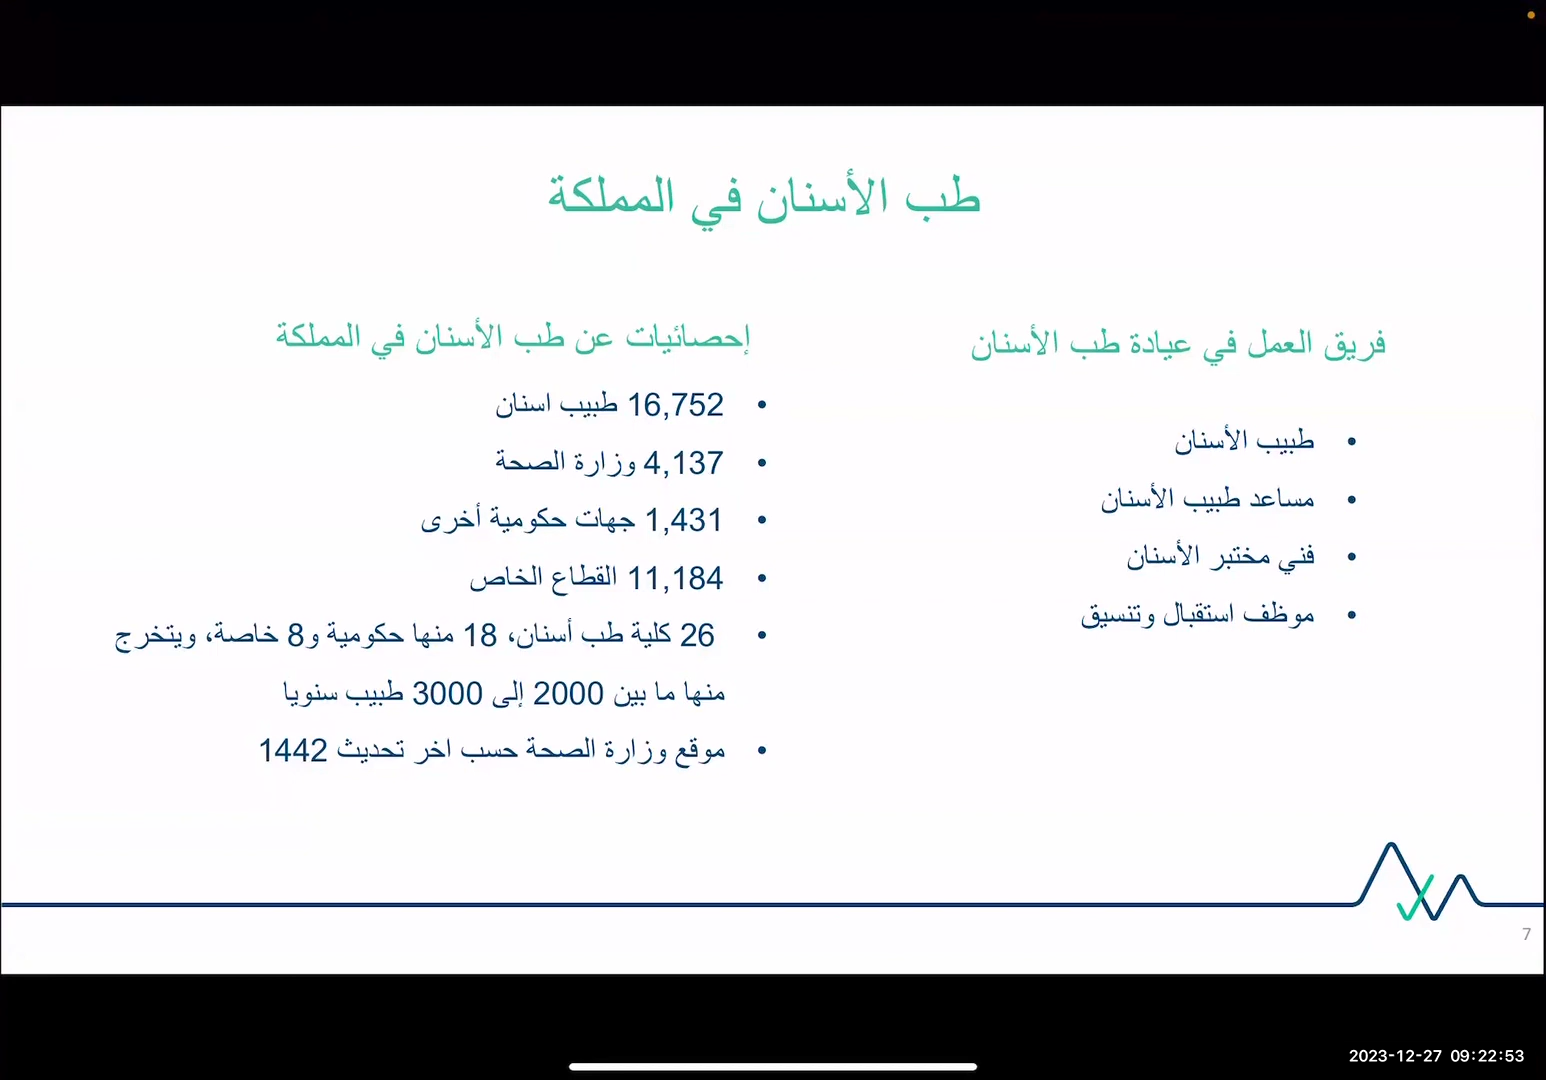 طب الأسنان في المملكة
فريق العمل في عيادة طب الأسنان
• طبيب الأسنان
• مساعد طبيب الأسنان
• فني مختبر الأسنان
• موظف استقبال وتنسيق
إحصائيات عن طب الأسنان في المملكة
• 16,752 طبيب اسنان
• 4,137 وزارة الصحة
• 1,431 جهات حكومية أخرى
• 11,184 القطاع الخاص
• 26 كلية طب أسنان، 18 منها حكومية و8 خاصة، ويتخرج
منها ما بين 2000 إلى 3000 طبيب سنويا
• موقع وزارة الصحة حسب اخر تحديث 1442
7
2023-12-27 09:22:53